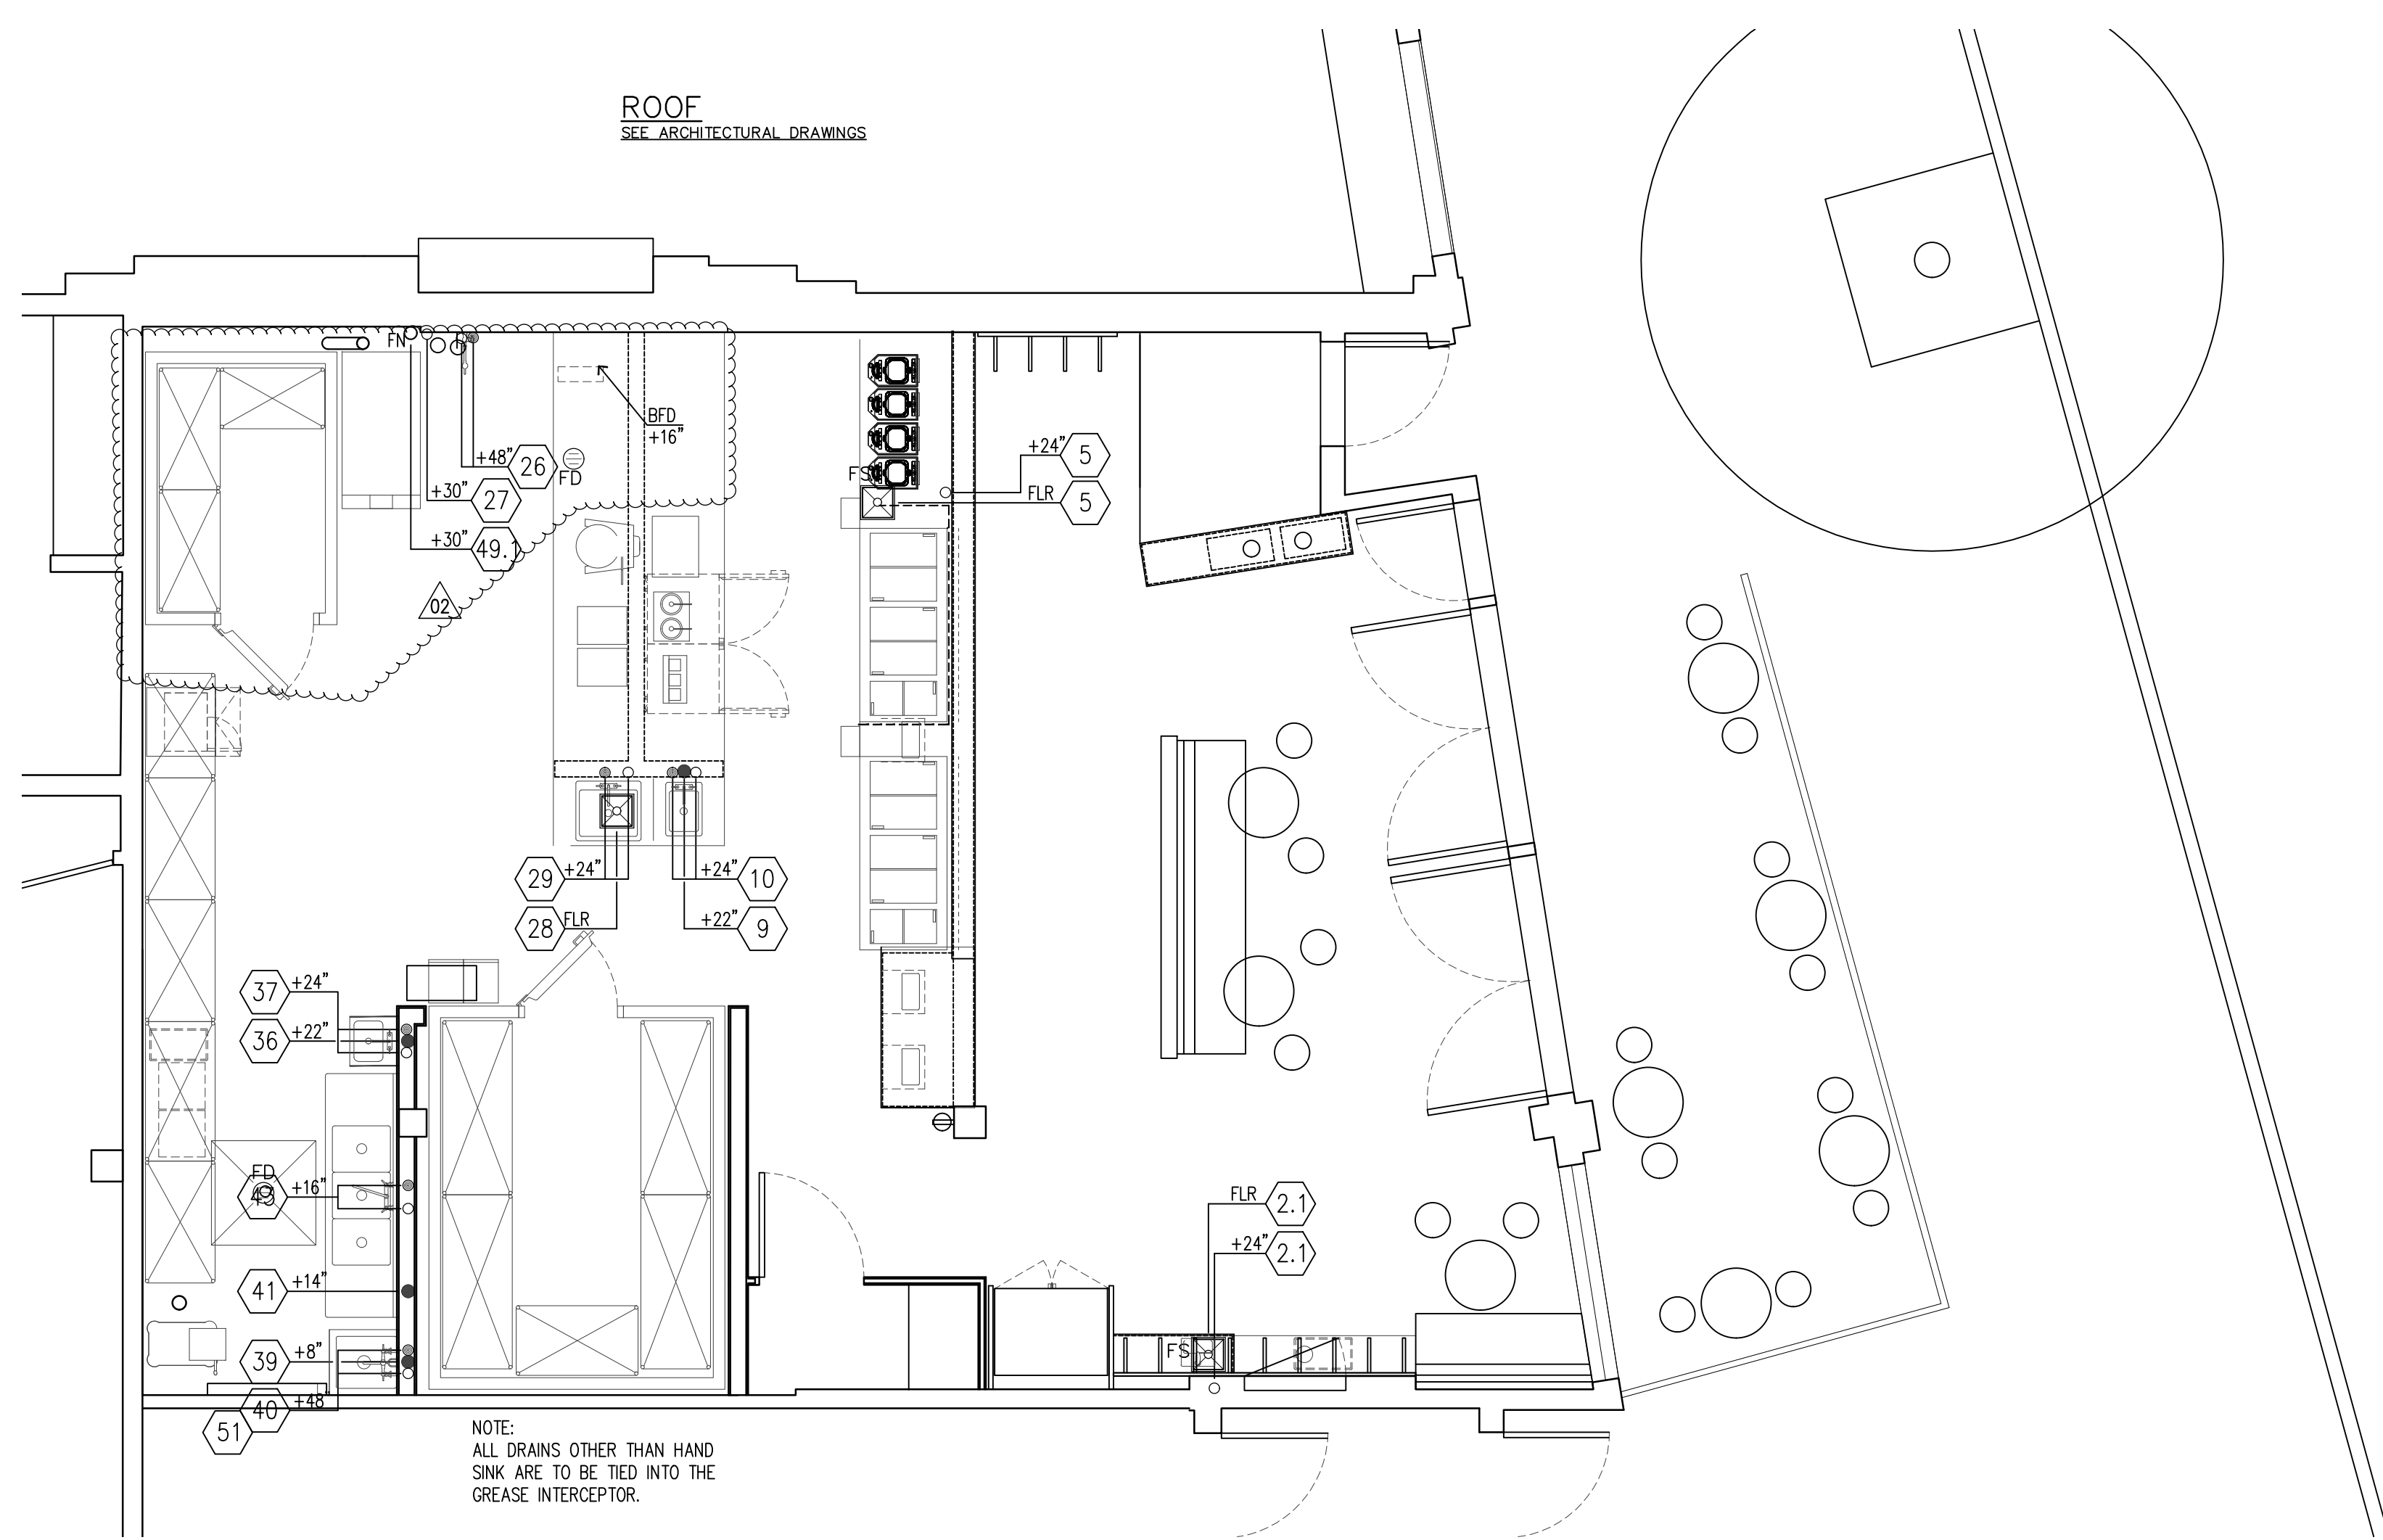 ROOF
SEE ARCHITECTURAL DRAWINGS
FN
BFD
+16"
+48" 26
FD
+30" 27
+30" 49.1
02
FS
+24" 5
FLR 5
29 +24"
+24" 10
28 FLR
+22" 9
37 +24"
36 +22"
FD
+16"
41 +14"
39 +8"
40 +48"
51
FLR 2.1
+24" 2.1
FS
NOTE:
ALL DRAINS OTHER THAN HAND
SINK ARE TO BE TIED INTO THE
GREASE INTERCEPTOR.